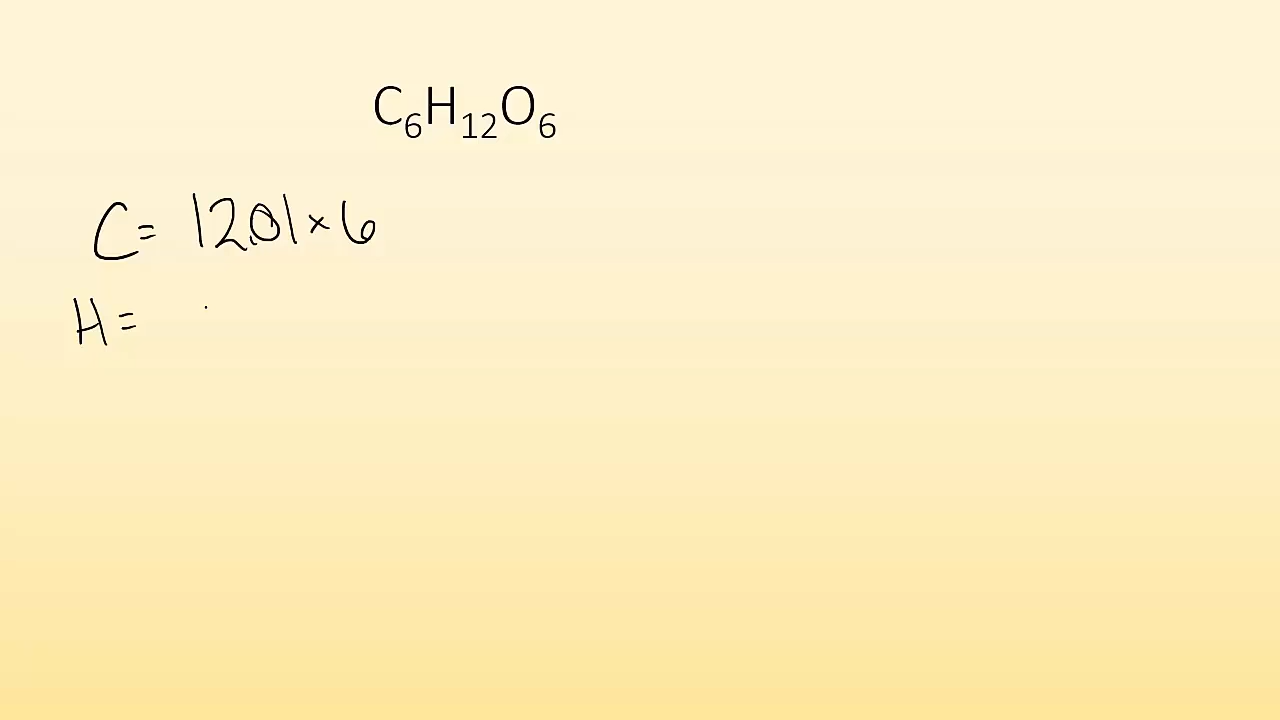 C₆H₁₂O₆
C= 12.01×6
H=